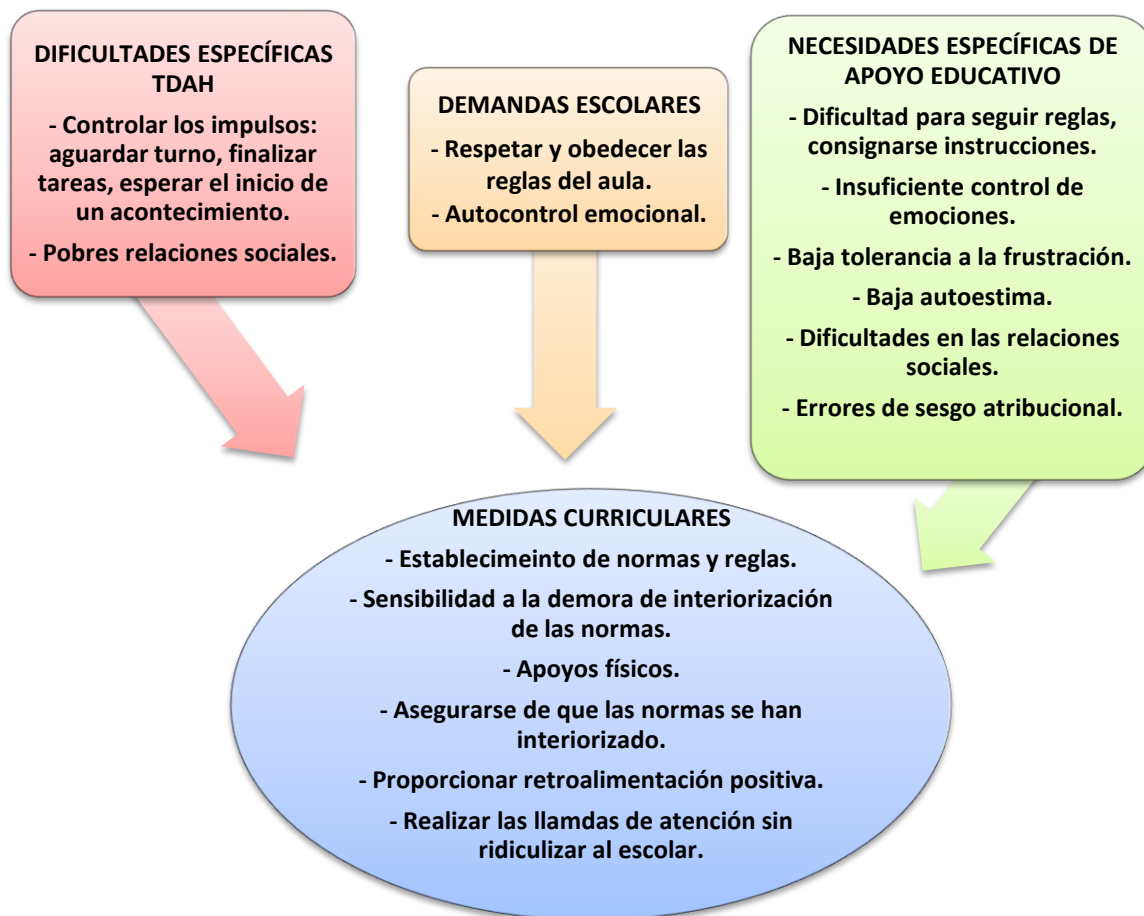 DIFICULTADES ESPECÍFICAS
TDAH
- Controlar los impulsos:
aguardar turno, finalizar
tareas, esperar el inicio de
un acontecimiento.
- Pobres relaciones sociales.
DEMANDAS ESCOLARES
- Respetar y obedecer las
reglas del aula.
- Autocontrol emocional.
NECESIDADES ESPECÍFICAS DE
APOYO EDUCATIVO
- Dificultad para seguir reglas,
consignarse instrucciones.
- Insuficiente control de
emociones.
- Baja tolerancia a la frustración.
- Baja autoestima.
- Dificultades en las relaciones
sociales.
- Errores de sesgo atribucional.
MEDIDAS CURRICULARES
- Establecimeinto de normas y reglas.
- Sensibilidad a la demora de interiorización
de las normas.
- Apoyos físicos.
- Asegurarse de que las normas se han
interiorizado.
- Proporcionar retroalimentación positiva.
- Realizar las llamdas de atención sin
ridiculizar al escolar.